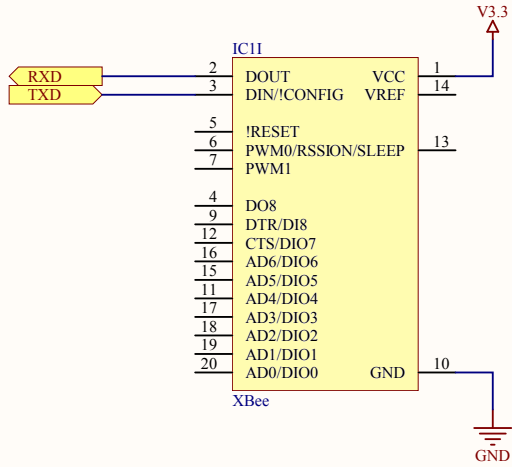 V3.3
IC1I
RXD 2 DOUT VCC 1
TXD 3 DIN/!CONFIG VREF 14
5 !RESET
6 PWM0/RSSION/SLEEP 13
7 PWM1
4 DO8
9 DTR/DI8
12 CTS/DIO7
16 AD6/DIO6
15 AD5/DIO5
11 AD4/DIO4
17 AD3/DIO3
18 AD2/DIO2
19 AD1/DIO1
20 AD0/DIO0 GND 10
XBee
GND